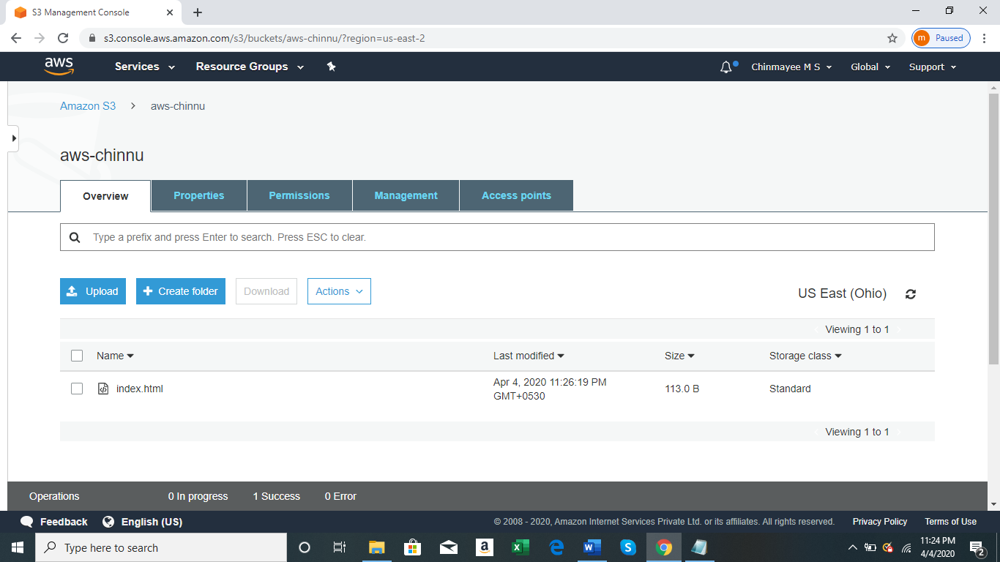 S3 Management Console
s3.console.aws.amazon.com/s3/buckets/aws-chinnu/?region=us-east-2
m Paused
aws Services Resource Groups Chinmayee M S Global Support
Amazon S3 > aws-chinnu
aws-chinnu
Overview Properties Permissions Management Access points
Type a prefix and press Enter to search. Press ESC to clear.
Upload Create folder Download Actions US East (Ohio)
Viewing 1 to 1
Name Last modified Size Storage class
index.html Apr 4, 2020 11:26:19 PM 113.0 B Standard
GMT+0530
Viewing 1 to 1
Operations 0 In progress 1 Success 0 Error
Feedback English (US) © 2008 - 2020, Amazon Internet Services Private Ltd. or its affiliates. All rights reserved. Privacy Policy Terms of Use
Type here to search 11:24 PM
4/4/2020 2